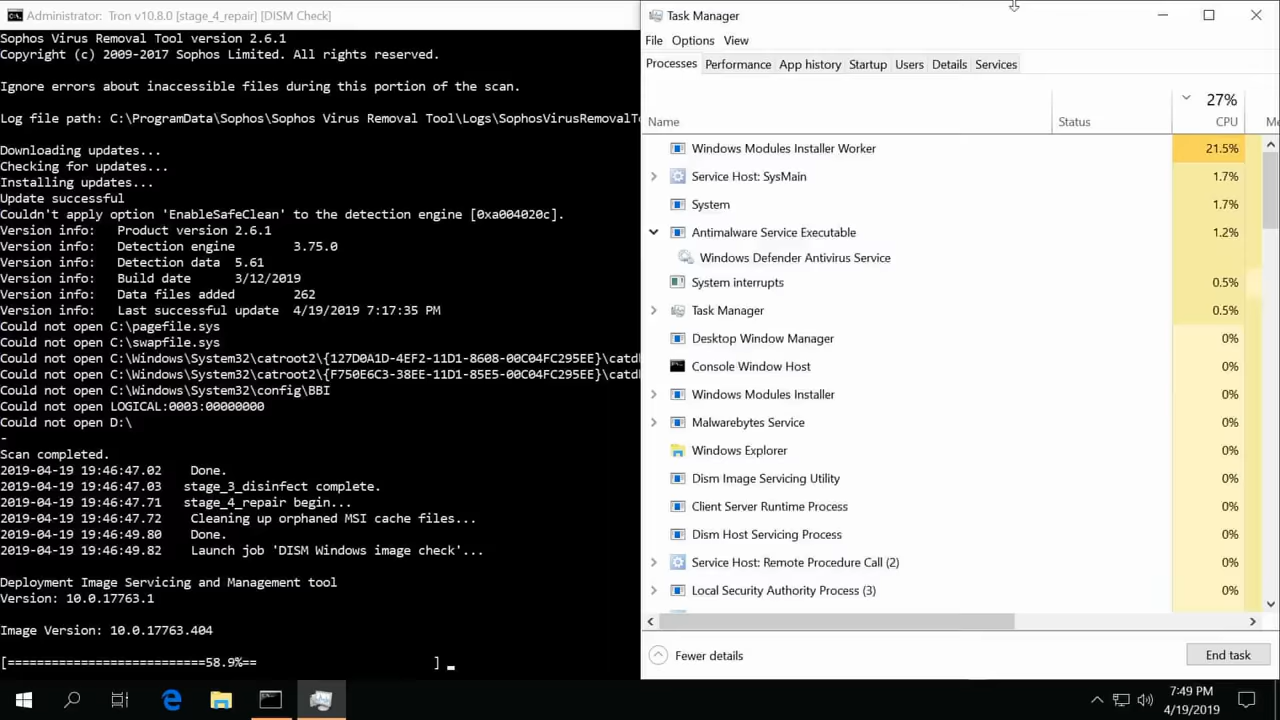 Administrator:  Tron v10.8.0 [stage_4_repair] [DISM Check]
Sophos Virus Removal Tool version 2.6.1
Copyright (c) 2009-2017 Sophos Limited. All rights reserved.
Ignore errors about inaccessible files during this portion of the scan.
Log file path: C:\ProgramData\Sophos\Sophos Virus Removal Tool\Logs\SophosVirusRemovalTo
Downloading updates...
Checking for updates...
Installing updates...
Update successful
Couldn't apply option 'EnableSafeClean' to the detection engine [0xa004020c].
Version info:   Product version 2.6.1
Version info:   Detection engine        3.75.0
Version info:   Detection data  5.61
Version info:   Build date      3/12/2019
Version info:   Data files added        262
Version info:   Last successful update  4/19/2019 7:17:35 PM
Could not open C:\pagefile.sys
Could not open C:\swapfile.sys
Could not open C:\Windows\System32\catroot2\{127D0A1D-4EF2-11D1-8608-00C04FC295EE}\catdb
Could not open C:\Windows\System32\catroot2\{F750E6C3-38EE-11D1-85E5-00C04FC295EE}\catdb
Could not open C:\Windows\System32\config\BBI
Could not open LOGICAL:0003:00000000
Could not open D:\
-
Scan completed.
2019-04-19 19:46:47.02    Done.
2019-04-19 19:46:47.03   stage_3_disinfect complete.
2019-04-19 19:46:47.71   stage_4_repair begin...
2019-04-19 19:46:47.72    Cleaning up orphaned MSI cache files...
2019-04-19 19:46:49.80    Done.
2019-04-19 19:46:49.82    Launch job 'DISM Windows image check'...
Deployment Image Servicing and Management tool
Version: 10.0.17763.1
Image Version: 10.0.17763.404
[===========================58.9%==                        ] _
Task Manager
File Options View
Processes Performance App history Startup Users Details Services
27%
Name Status CPU Me
Windows Modules Installer Worker 21.5%
Service Host: SysMain 1.7%
System 1.7%
Antimalware Service Executable 1.2%
Windows Defender Antivirus Service
System interrupts 0.5%
Task Manager 0.5%
Desktop Window Manager 0%
Console Window Host 0%
Windows Modules Installer 0%
Malwarebytes Service 0%
Windows Explorer 0%
Dism Image Servicing Utility 0%
Client Server Runtime Process 0%
Dism Host Servicing Process 0%
Service Host: Remote Procedure Call (2) 0%
Local Security Authority Process (3) 0%
Fewer details End task
7:49 PM
4/19/2019